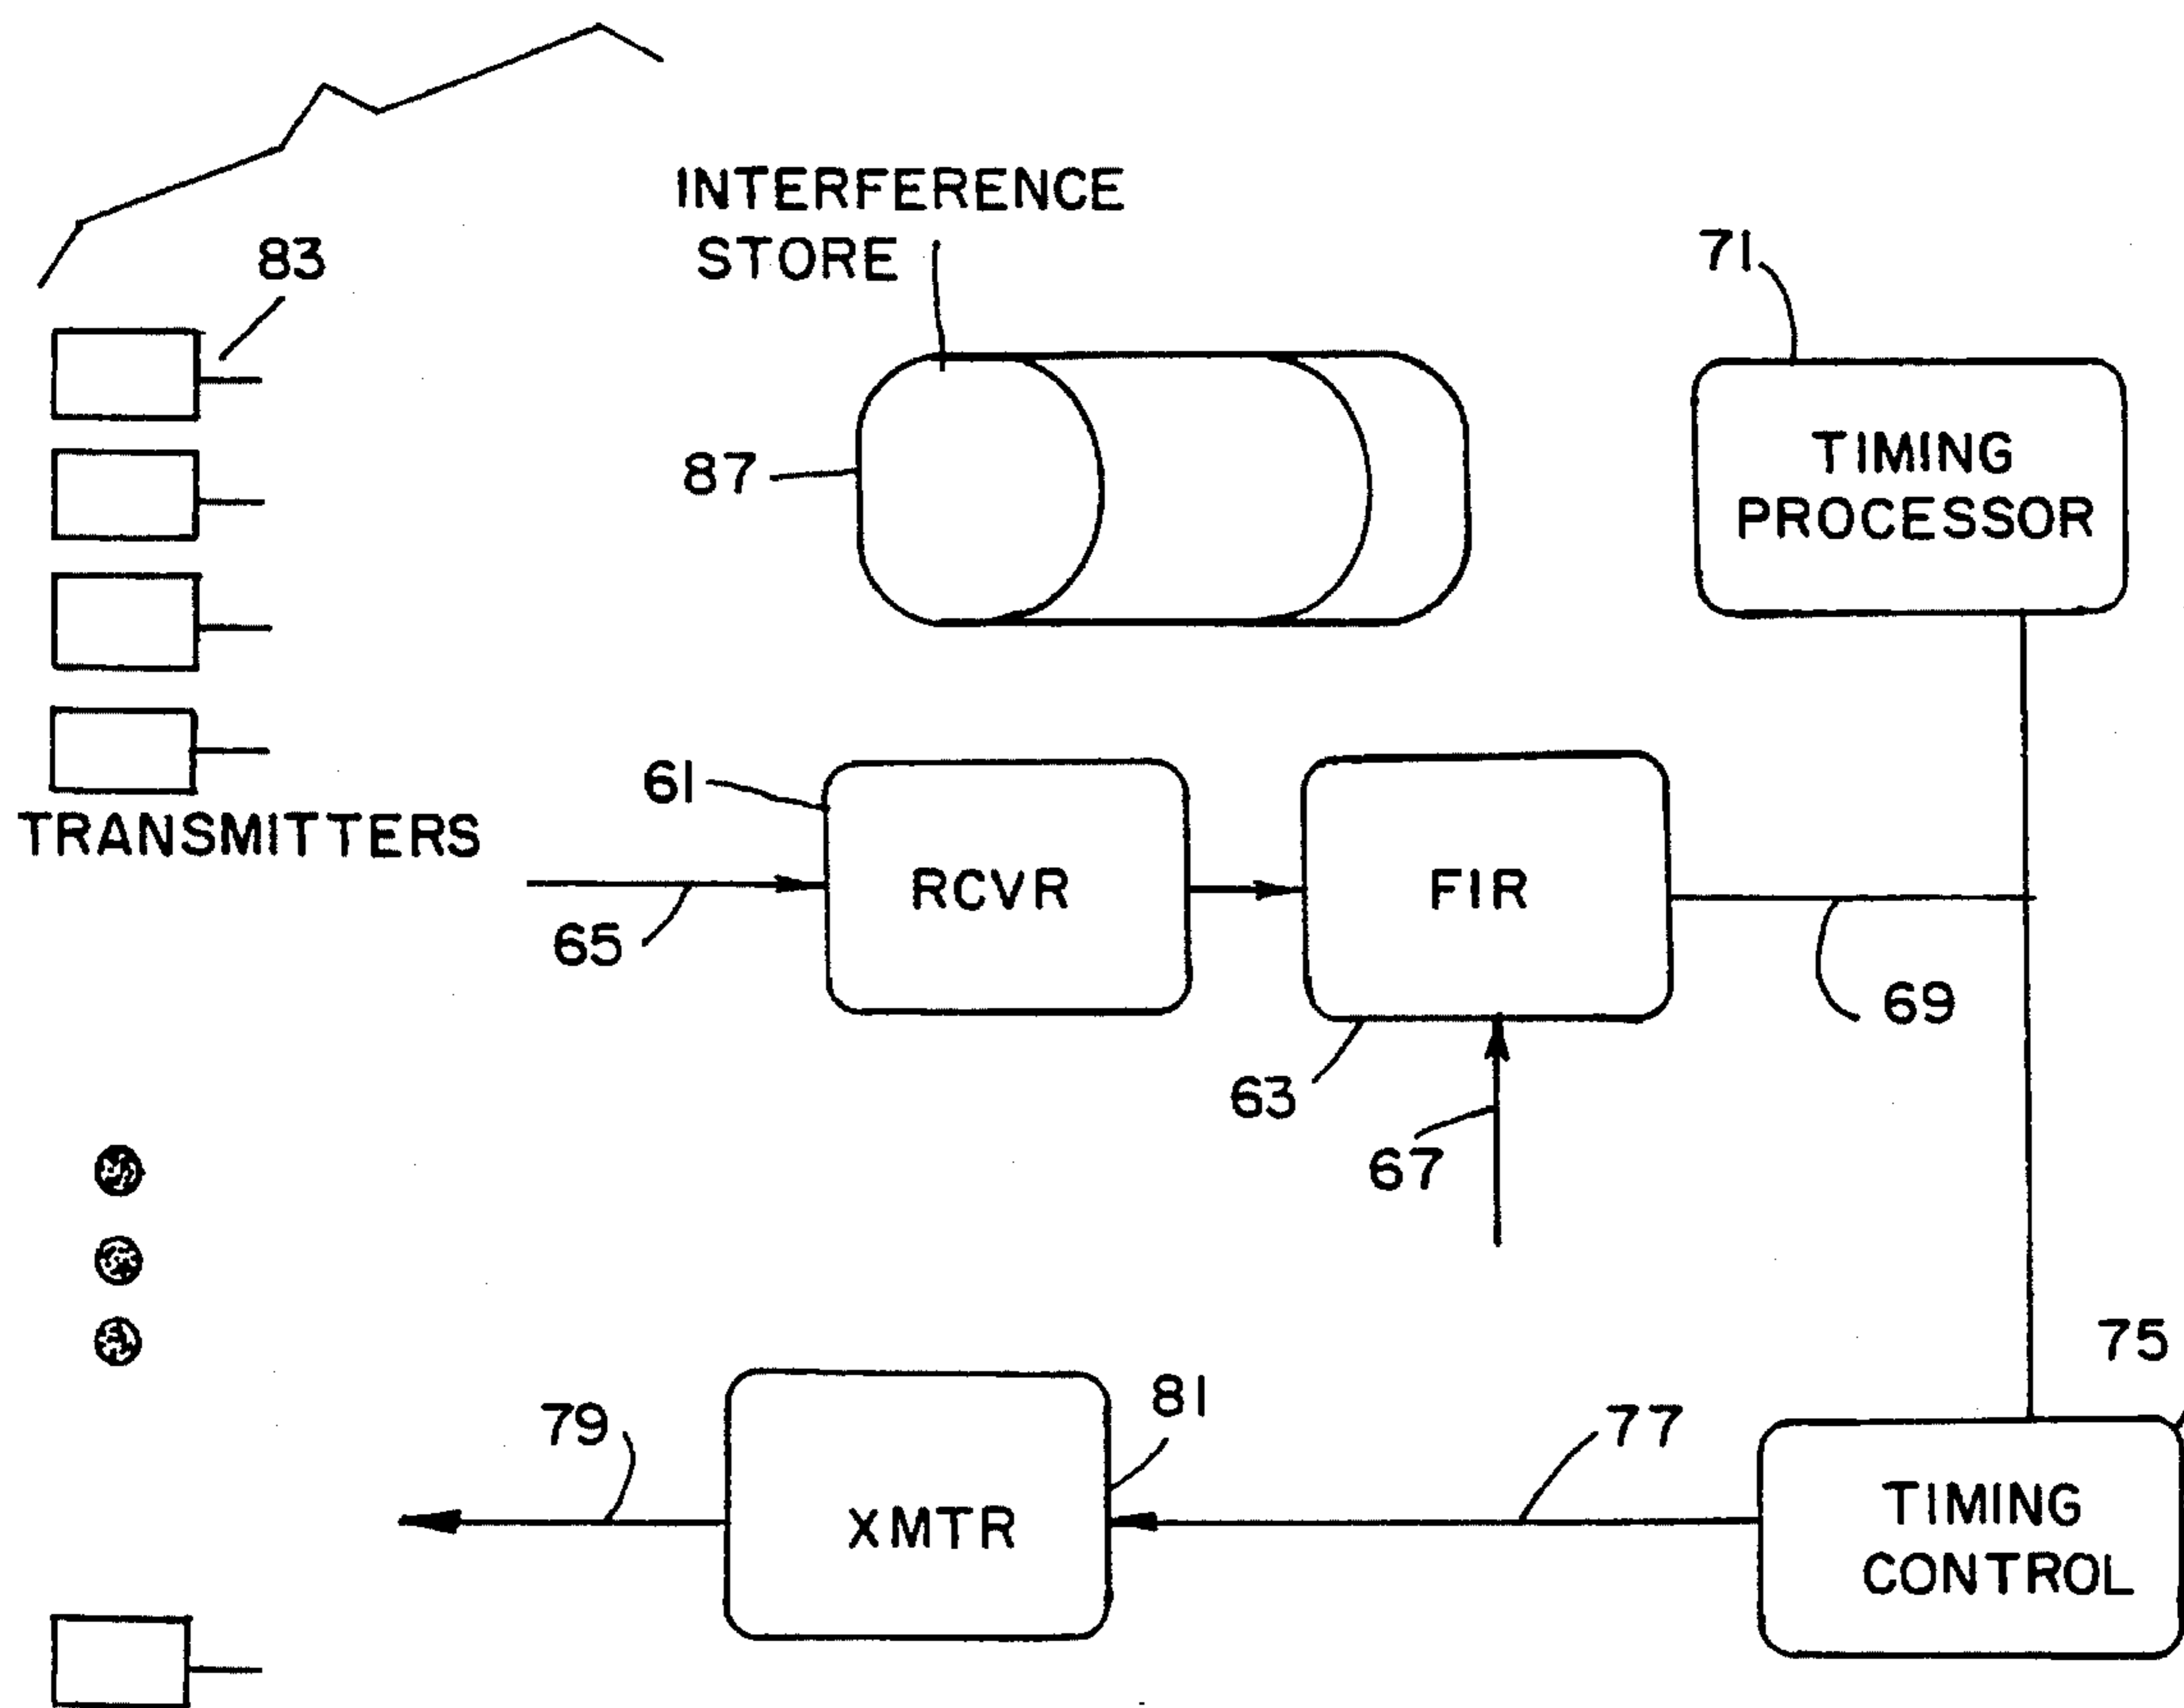 INTERFERENCE
STORE
83
71
87
TIMING
PROCESSOR
TRANSMITTERS
61
RCVR
FIR
65
69
63
67
75
79
81
77
XMTR
TIMING
CONTROL